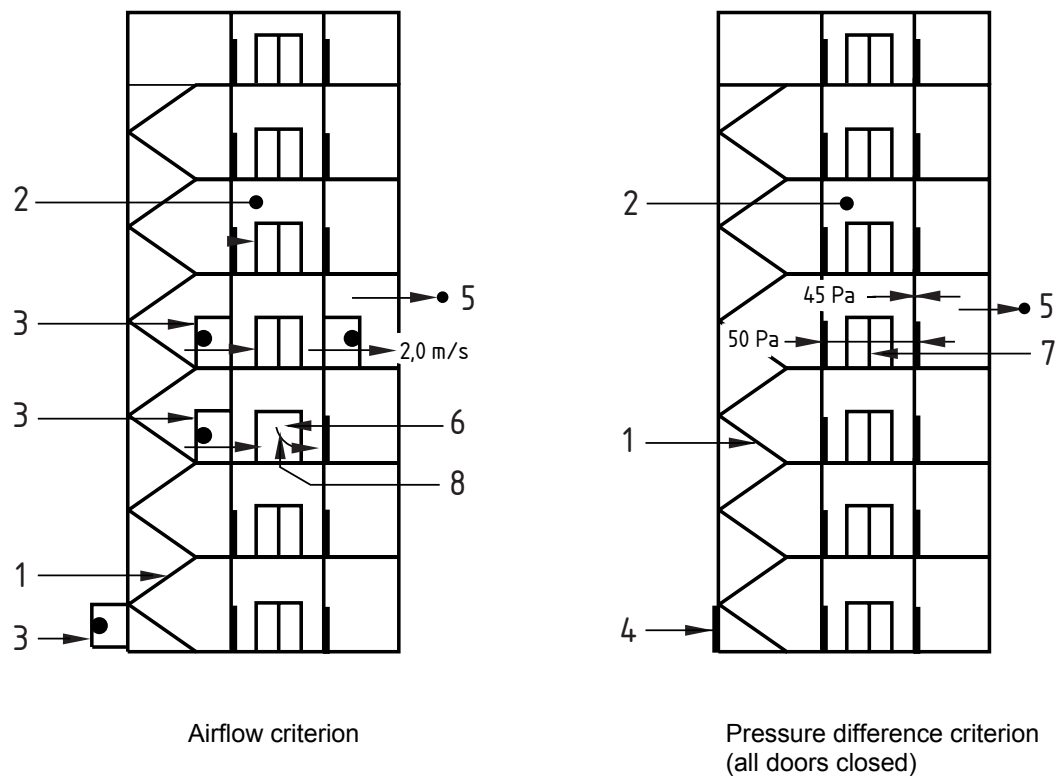 2
2
5
45 Pa
5
3
2,0 m/s
50 Pa
7
3
6
1
8
1
3
4
Airflow criterion
Pressure difference criterion
(all doors closed)